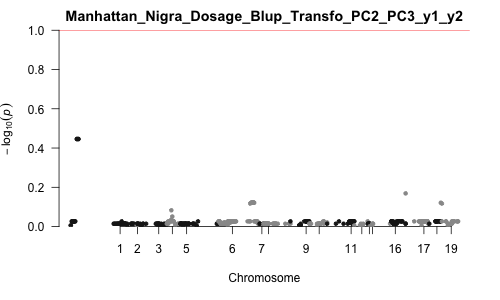 Manhattan_Nigra_Dosage_Blup_Transfo_PC2_PC3_y1_y2
− log10(p)
1.0
0.8
0.6
0.4
0.2
0.0
1 2 3 5 6 7 9 11 16 17 19
Chromosome